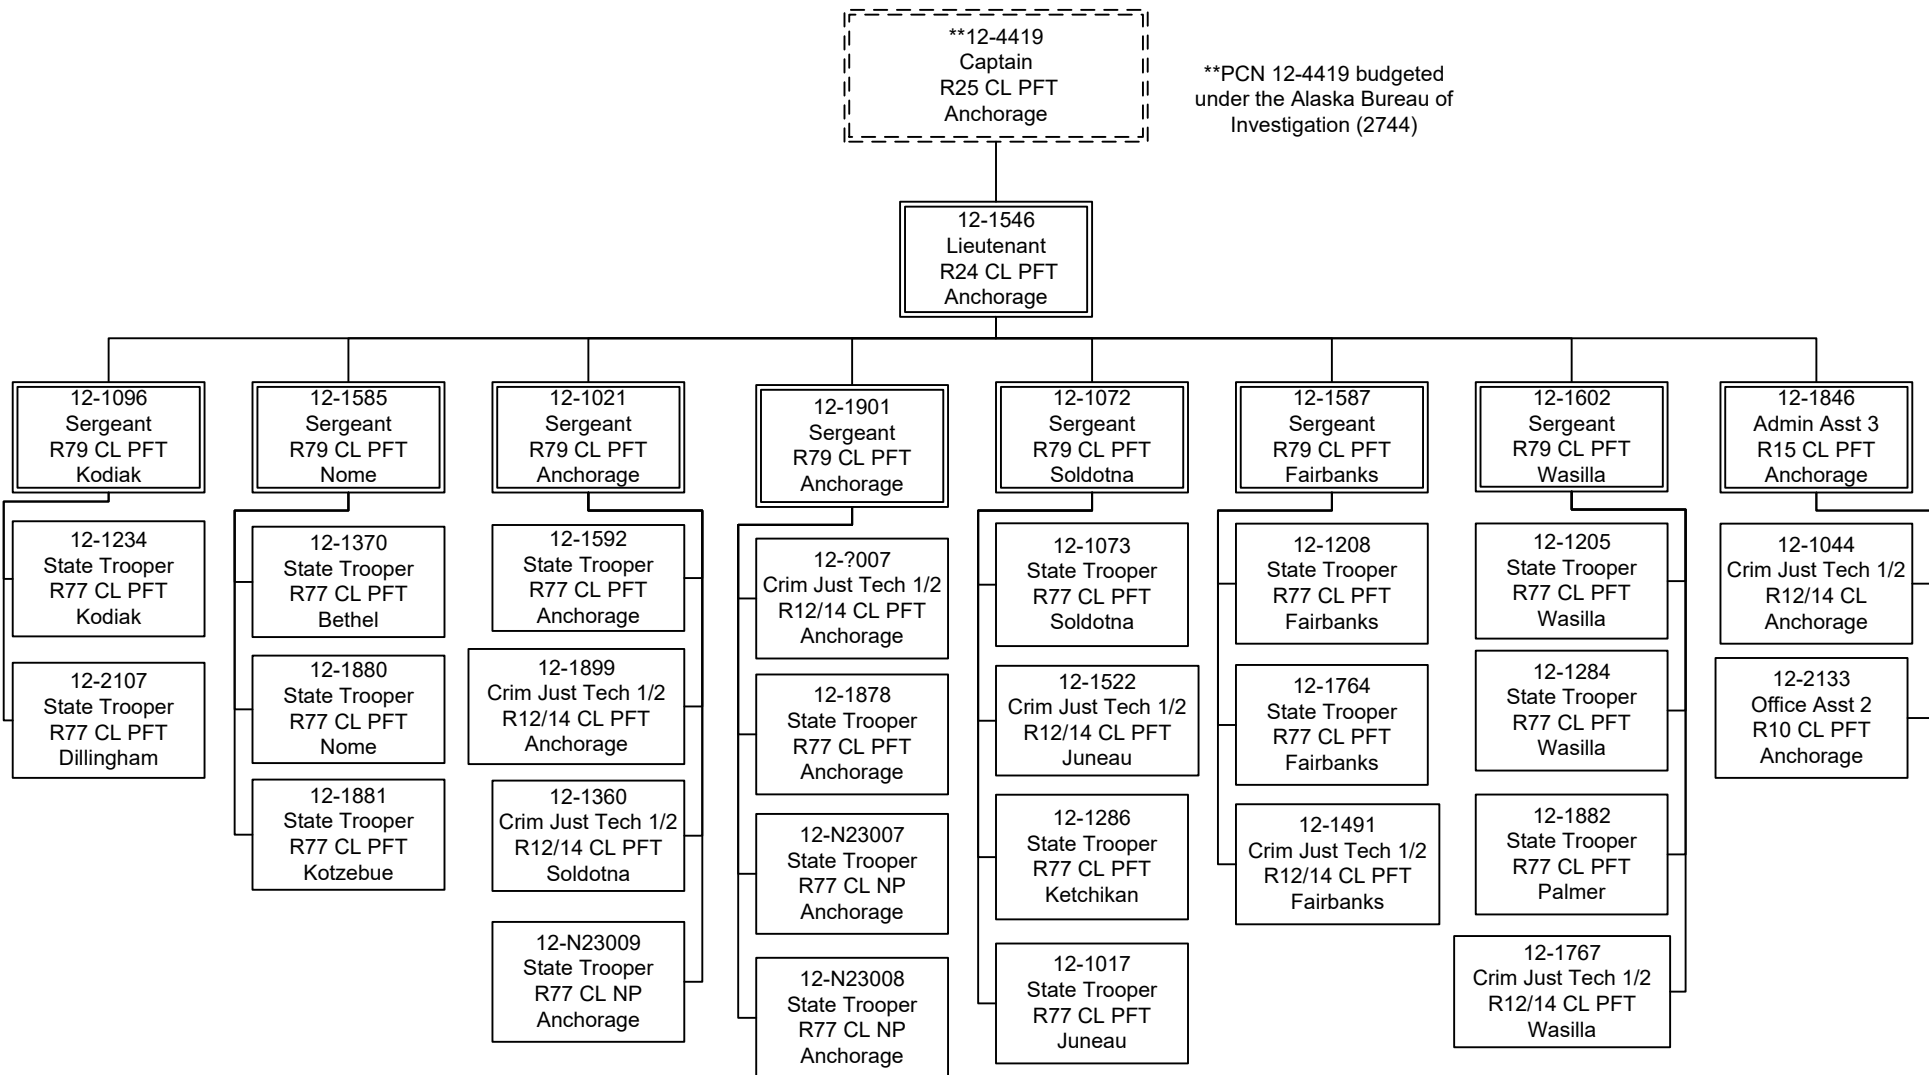 **12-4419
Captain
R25 CL PFT
Anchorage
**PCN 12-4419 budgeted
under the Alaska Bureau of
Investigation (2744)
12-1546
Lieutenant
R24 CL PFT
Anchorage
12-1096
Sergeant
R79 CL PFT
Kodiak
12-1234
State Trooper
R77 CL PFT
Kodiak
12-2107
State Trooper
R77 CL PFT
Dillingham
12-1585
Sergeant
R79 CL PFT
Nome
12-1370
State Trooper
R77 CL PFT
Bethel
12-1880
State Trooper
R77 CL PFT
Nome
12-1881
State Trooper
R77 CL PFT
Kotzebue
12-1021
Sergeant
R79 CL PFT
Anchorage
12-1592
State Trooper
R77 CL PFT
Anchorage
12-1899
Crim Just Tech 1/2
R12/14 CL PFT
Anchorage
12-1360
Crim Just Tech 1/2
R12/14 CL PFT
Soldotna
12-N23009
State Trooper
R77 CL NP
Anchorage
12-1901
Sergeant
R79 CL PFT
Anchorage
12-?007
Crim Just Tech 1/2
R12/14 CL PFT
Anchorage
12-1878
State Trooper
R77 CL PFT
Anchorage
12-N23007
State Trooper
R77 CL NP
Anchorage
12-N23008
State Trooper
R77 CL NP
Anchorage
12-1072
Sergeant
R79 CL PFT
Soldotna
12-1073
State Trooper
R77 CL PFT
Soldotna
12-1522
Crim Just Tech 1/2
R12/14 CL PFT
Juneau
12-1286
State Trooper
R77 CL PFT
Ketchikan
12-1017
State Trooper
R77 CL PFT
Juneau
12-1587
Sergeant
R79 CL PFT
Fairbanks
12-1208
State Trooper
R77 CL PFT
Fairbanks
12-1764
State Trooper
R77 CL PFT
Fairbanks
12-1491
Crim Just Tech 1/2
R12/14 CL PFT
Fairbanks
12-1602
Sergeant
R79 CL PFT
Wasilla
12-1205
State Trooper
R77 CL PFT
Wasilla
12-1284
State Trooper
R77 CL PFT
Wasilla
12-1882
State Trooper
R77 CL PFT
Palmer
12-1767
Crim Just Tech 1/2
R12/14 CL PFT
Wasilla
12-1846
Admin Asst 3
R15 CL PFT
Anchorage
12-1044
Crim Just Tech 1/2
R12/14 CL
Anchorage
12-2133
Office Asst 2
R10 CL PFT
Anchorage